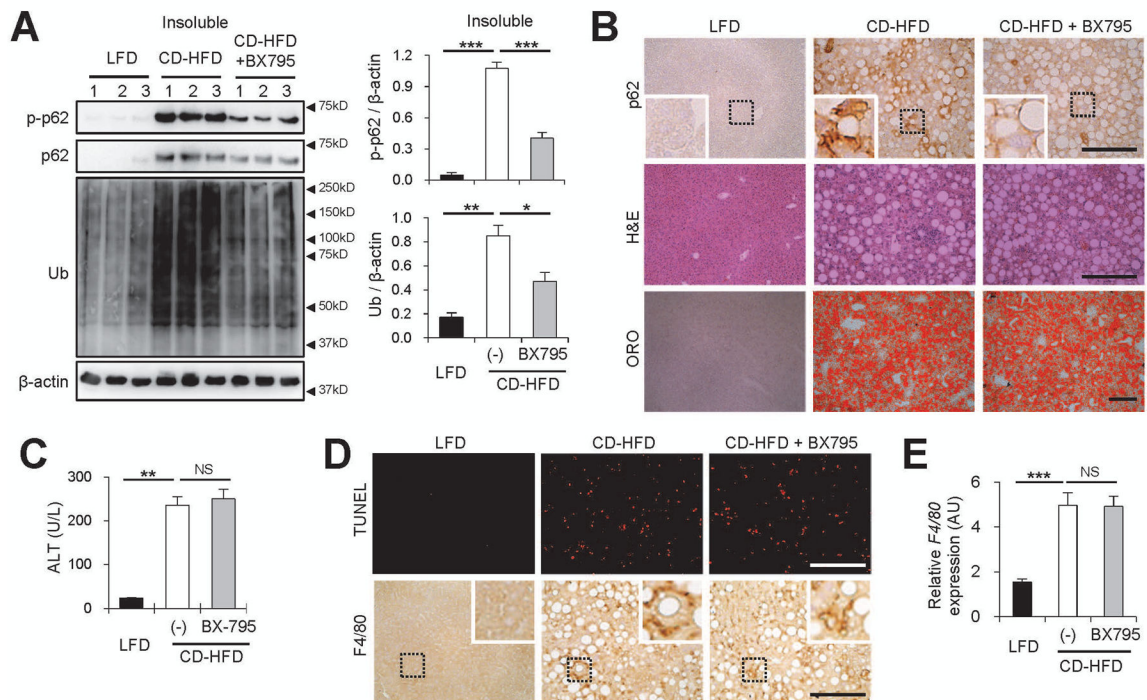 A
Insoluble
LFD
CD-HFD
CD-HFD
+BX795
1 2 3 1 2 3 1 2 3
p-p62
75kD
p62
75kD
Ub
250kD
150kD
100kD
75kD
50kD
37kD
β-actin
37kD
Insoluble
*** ***
p-p62 / β-actin
1.2
0.9
0.6
0.3
0.0
** *
Ub / β-actin
1.2
1.0
0.8
0.6
0.4
0.2
0.0
LFD
(-) BX795
CD-HFD
B
LFD CD-HFD CD-HFD + BX795
p62
H&E
ORO
C
** NS
ALT (U/L)
300
200
100
0
LFD
(-) BX-795
CD-HFD
D
LFD CD-HFD CD-HFD + BX795
TUNEL
F4/80
E
*** NS
Relative F4/80
expression (AU)
6
4
2
0
LFD
(-) BX795
CD-HFD